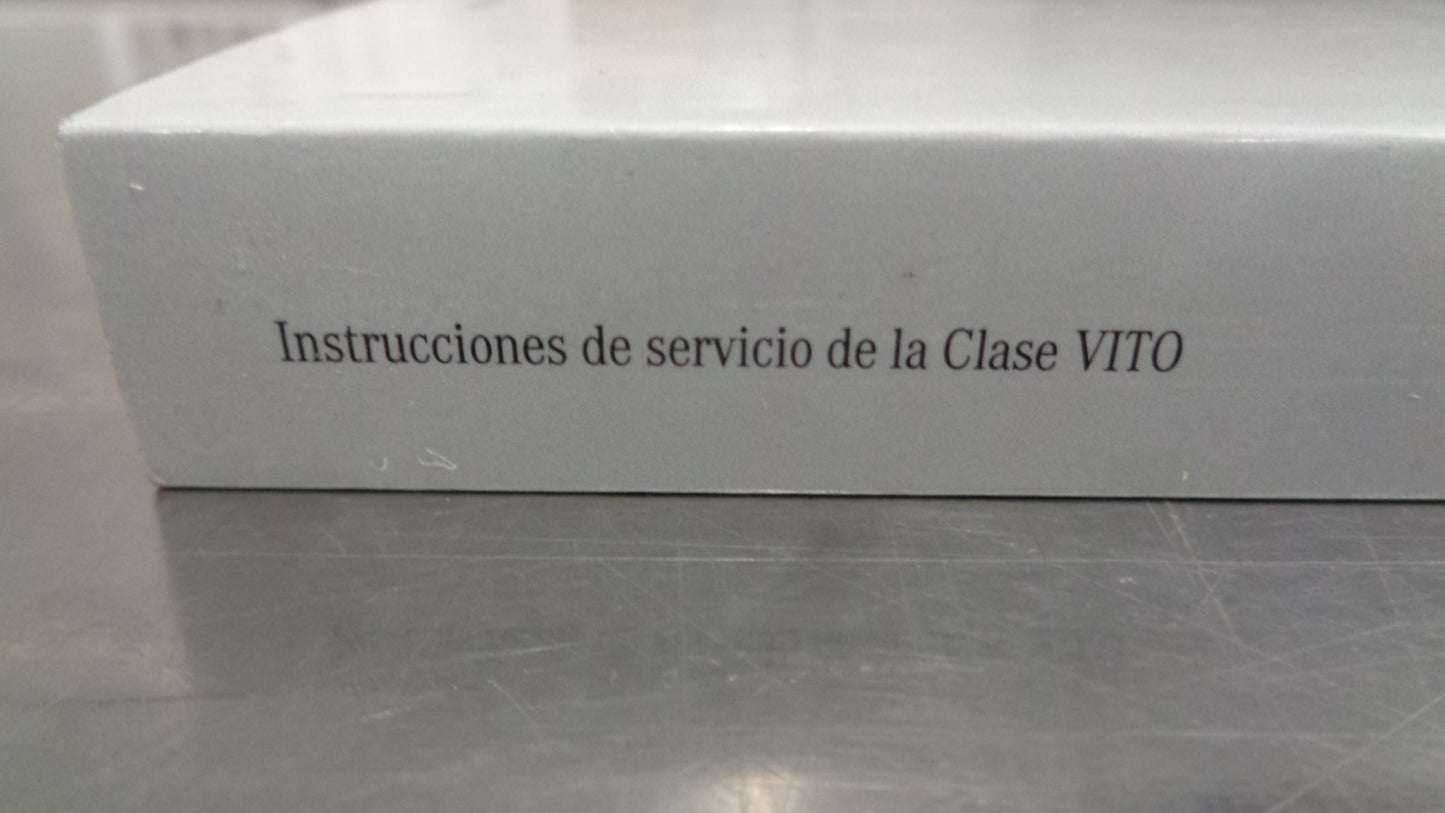 Instrucciones de servicio de la Clase VITO